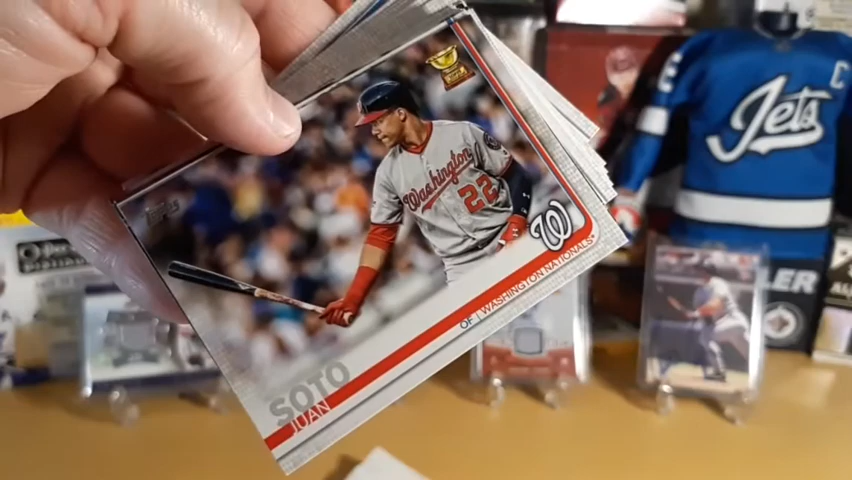 Washington
22
W
OF | WASHINGTON NATIONALS®
SOTO
JUAN
Jets
C
LER